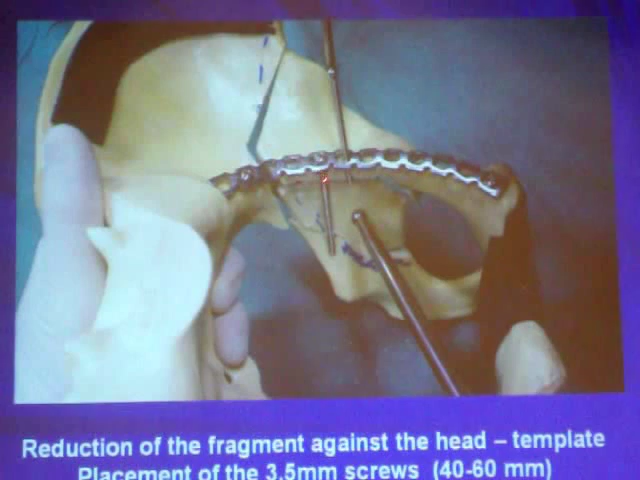 Reduction of the fragment against the head – template
Placement of the 3.5mm screws (40-60 mm)